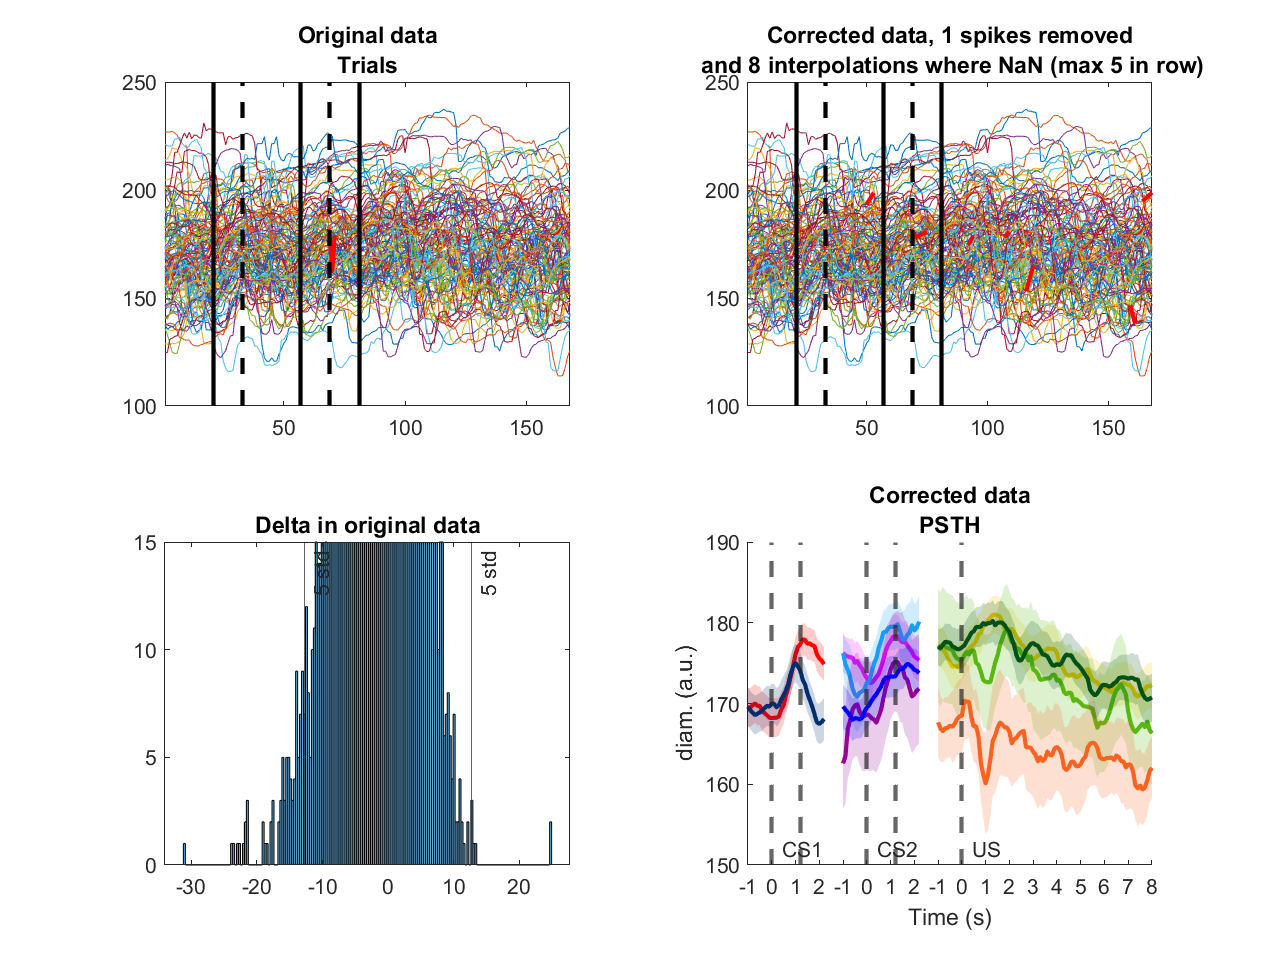 Original data
Trials
250
200
150
100
50
100
150
Corrected data, 1 spikes removed
and 8 interpolations where NaN (max 5 in row)
250
200
150
100
50
100
150
Delta in original data
15
10
5
0
5 std
5 std
-30
-20
-10
0
10
20
Corrected data
PSTH
190
180
170
160
150
diam. (a.u.)
CS1
CS2
US
-1 0 1 2 -1 0 1 2 -1 0 1 2 3 4 5 6 7 8
Time (s)